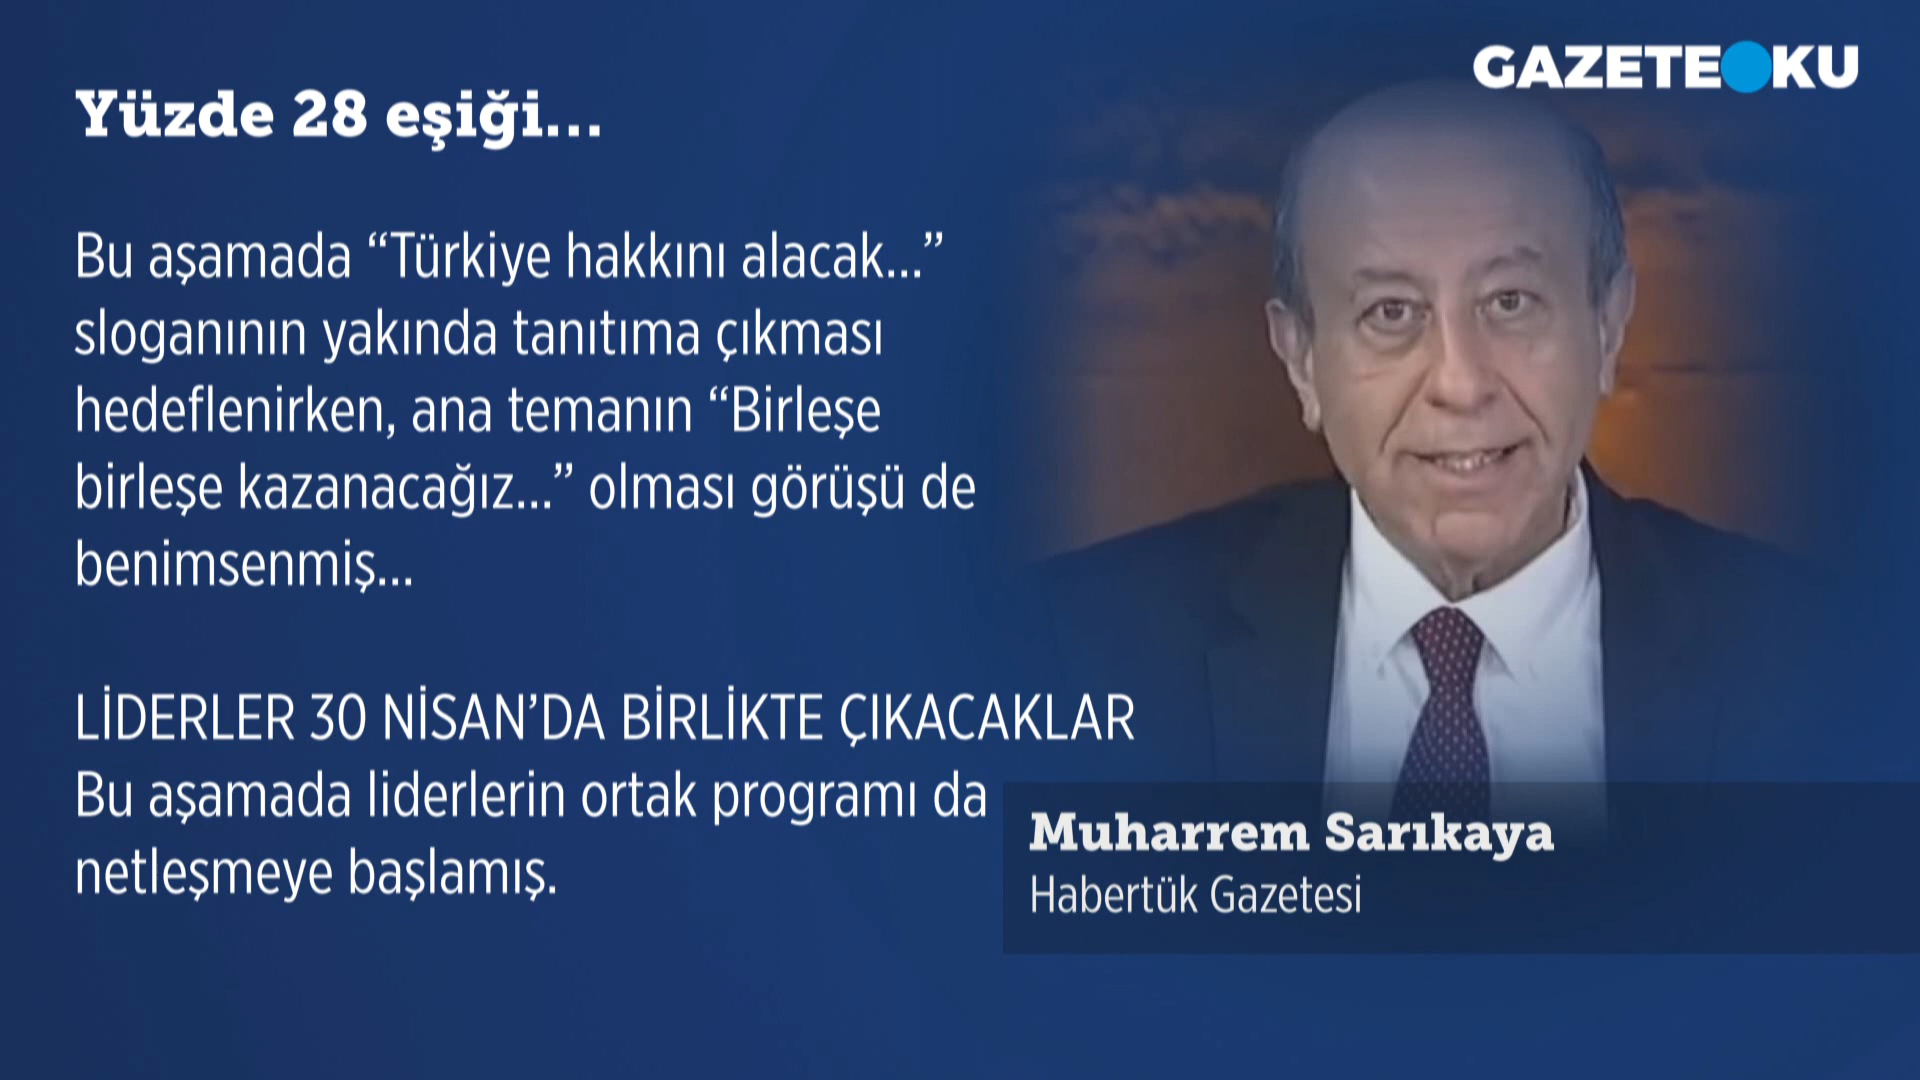 GAZETEOKU
Yüzde 28 eşiği...
Bu aşamada “Türkiye hakkını alacak...”
sloganının yakında tanıtıma çıkması
hedeflenirken, ana temanın “Birleşe
birleşe kazanacağız...” olması görüşü de
benimsenmiş...
LİDERLER 30 NİSAN’DA BİRLİKTE ÇIKACAKLAR
Bu aşamada liderlerin ortak programı da
netleşmeye başlamış.
Muharrem Sarıkaya
Habertük Gazetesi